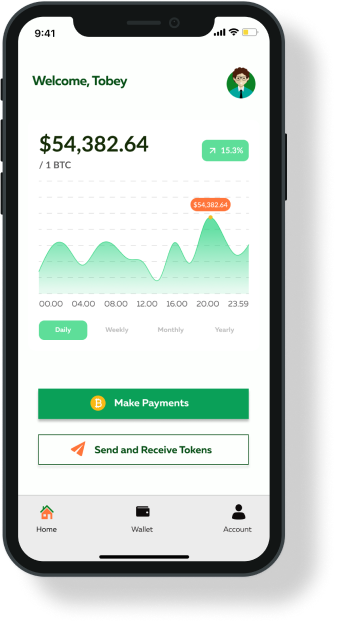 9:41
Welcome, Tobey
$54,382.64
15.3%
/ 1 BTC
$54,382.64
00.00 04.00 08.00 12.00 16.00 20.00 23.59
Daily Weekly Monthly Yearly
Make Payments
Send and Receive Tokens
Home Wallet Account